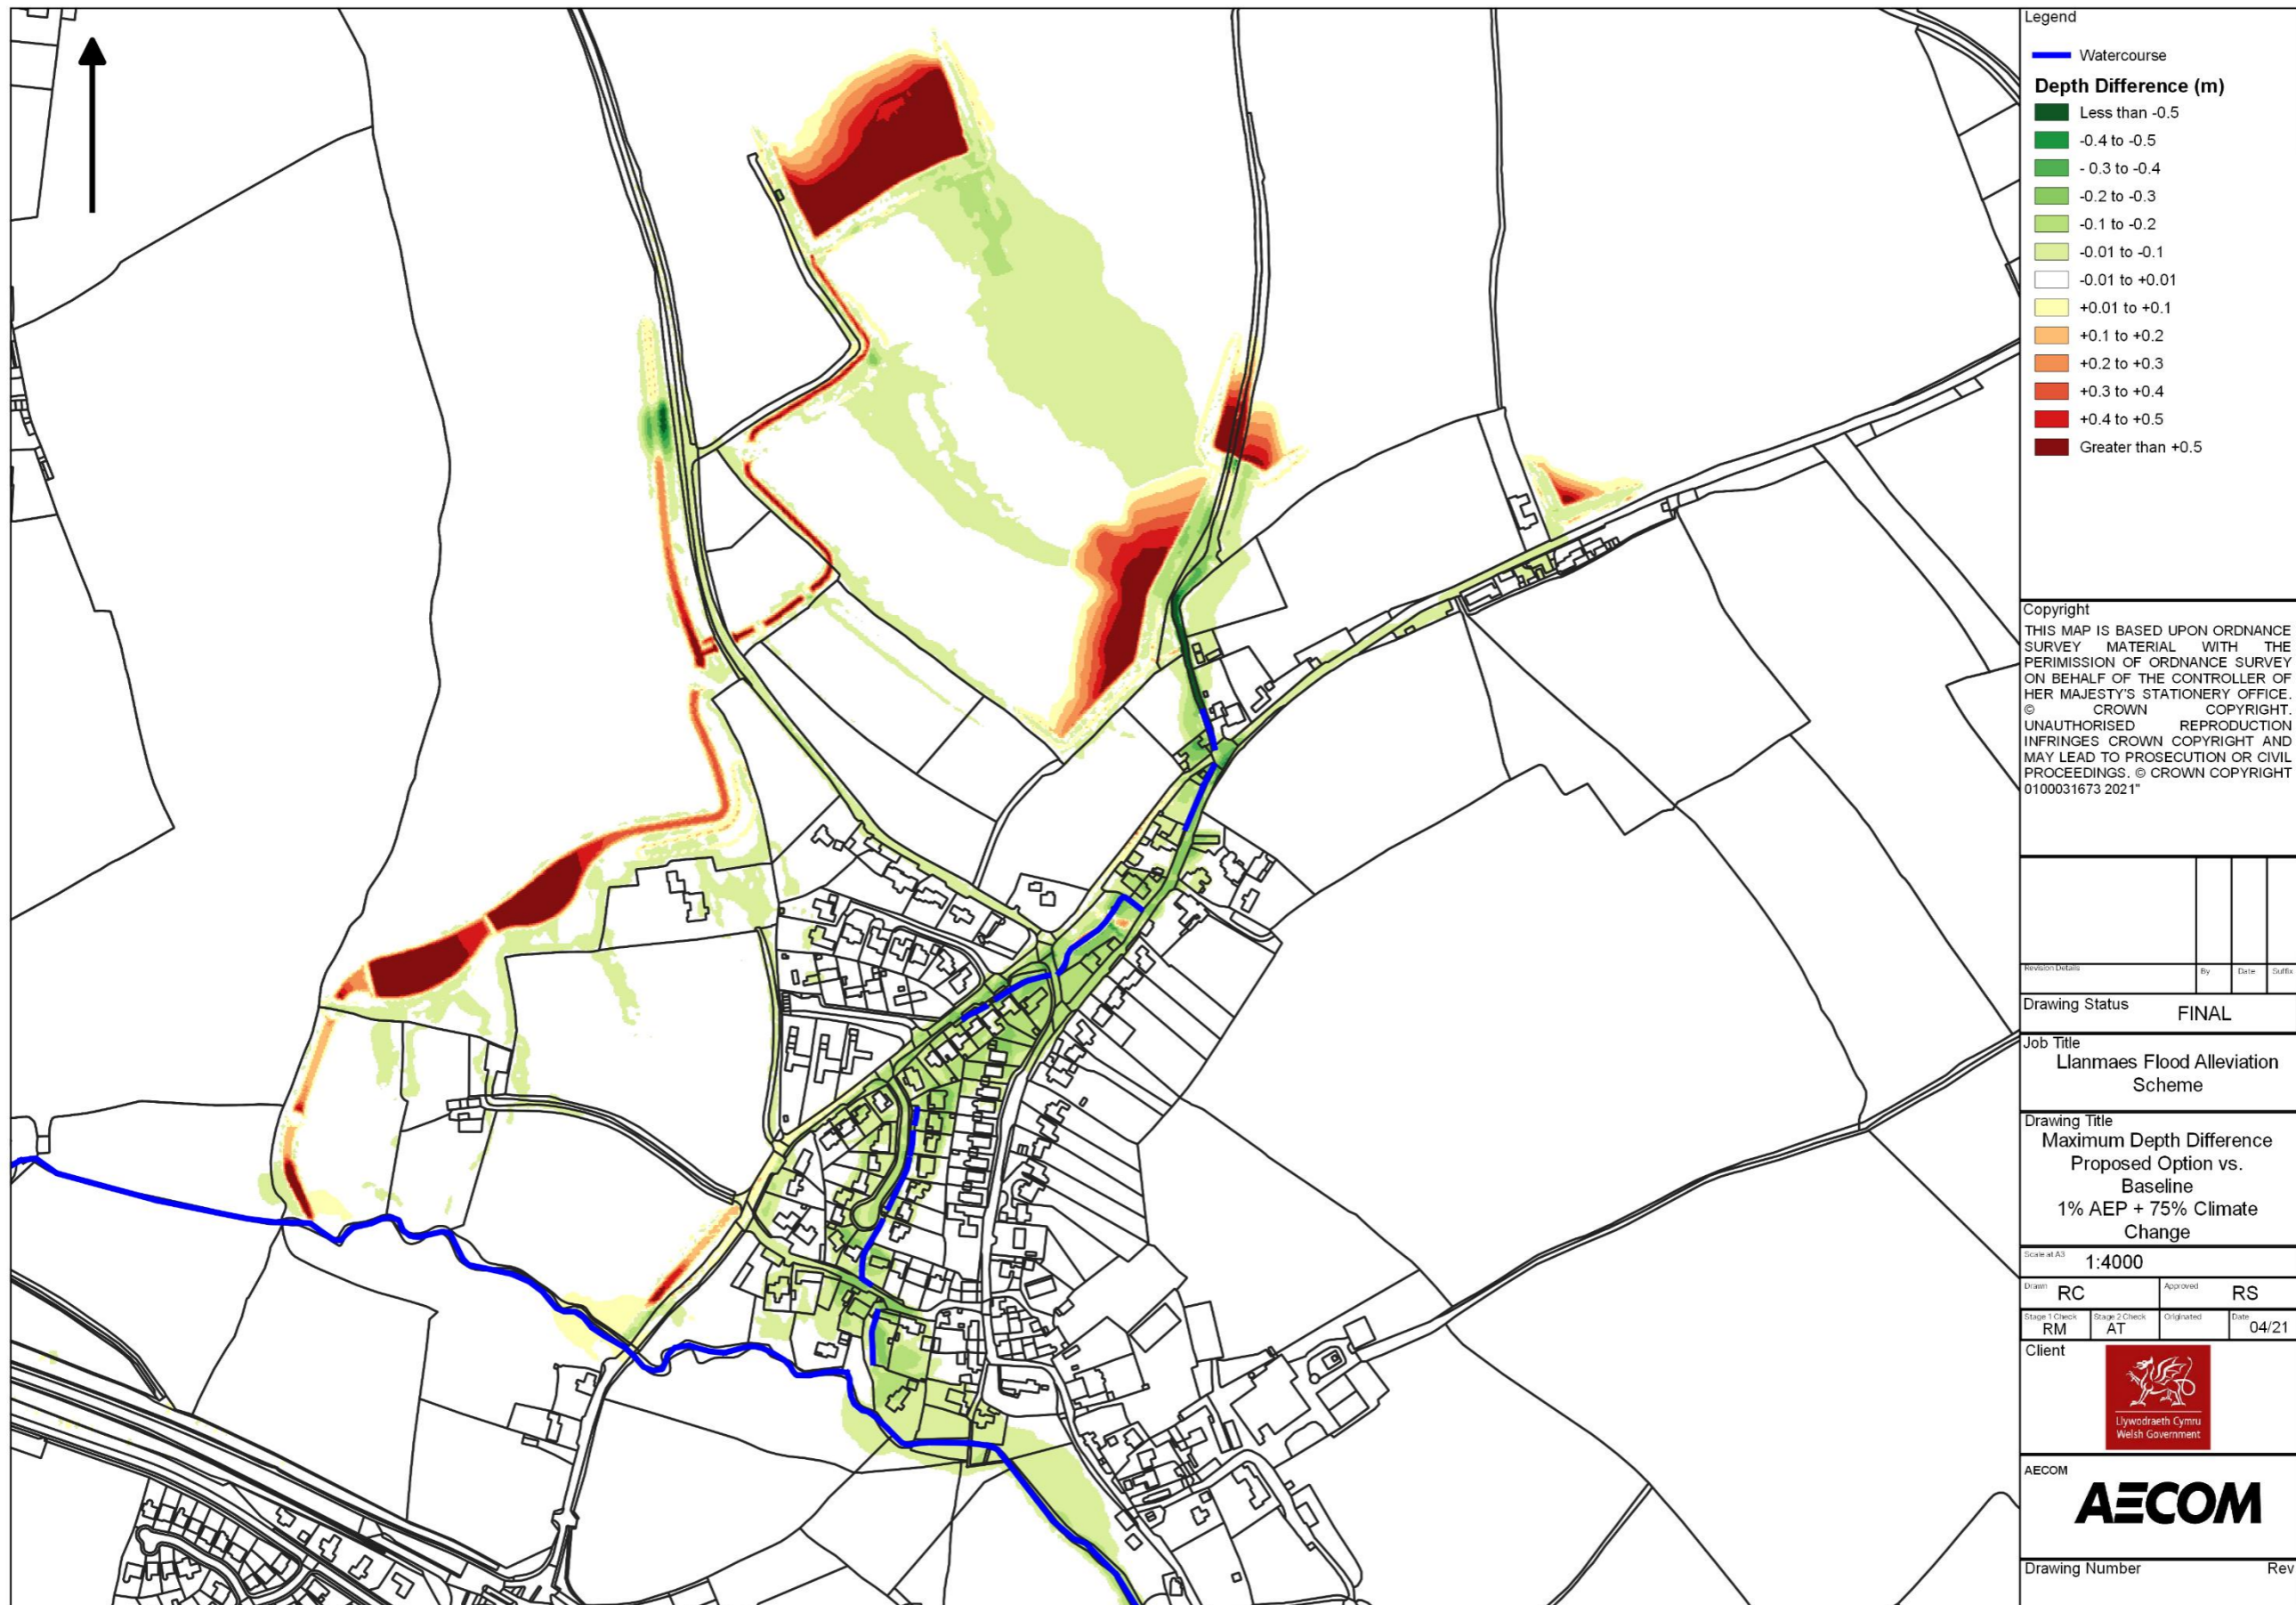 Legend
Watercourse
Depth Difference (m)
Less than -0.5
-0.4 to -0.5
- 0.3 to -0.4
-0.2 to -0.3
-0.1 to -0.2
-0.01 to -0.1
-0.01 to +0.01
+0.01 to +0.1
+0.1 to +0.2
+0.2 to +0.3
+0.3 to +0.4
+0.4 to +0.5
Greater than +0.5
Copyright
THIS MAP IS BASED UPON ORDNANCE
SURVEY MATERIAL WITH THE
PERIMISSION OF ORDNANCE SURVEY
ON BEHALF OF THE CONTROLLER OF
HER MAJESTY'S STATIONERY OFFICE.
© CROWN COPYRIGHT.
UNAUTHORISED REPRODUCTION
INFRINGES CROWN COPYRIGHT AND
MAY LEAD TO PROSECUTION OR CIVIL
PROCEEDINGS. © CROWN COPYRIGHT
0100031673 2021"
Revision Details By Date Suffix
Drawing Status FINAL
Job Title
Llanmaes Flood Alleviation
Scheme
Drawing Title
Maximum Depth Difference
Proposed Option vs.
Baseline
1% AEP + 75% Climate
Change
Scale at A3 1:4000
Drawn RC Approved RS
Stage 1 Check RM Stage 2 Check AT Originated Date 04/21
Client
Llywodraeth Cymru
Welsh Government
AECOM
AECOM
Drawing Number Rev